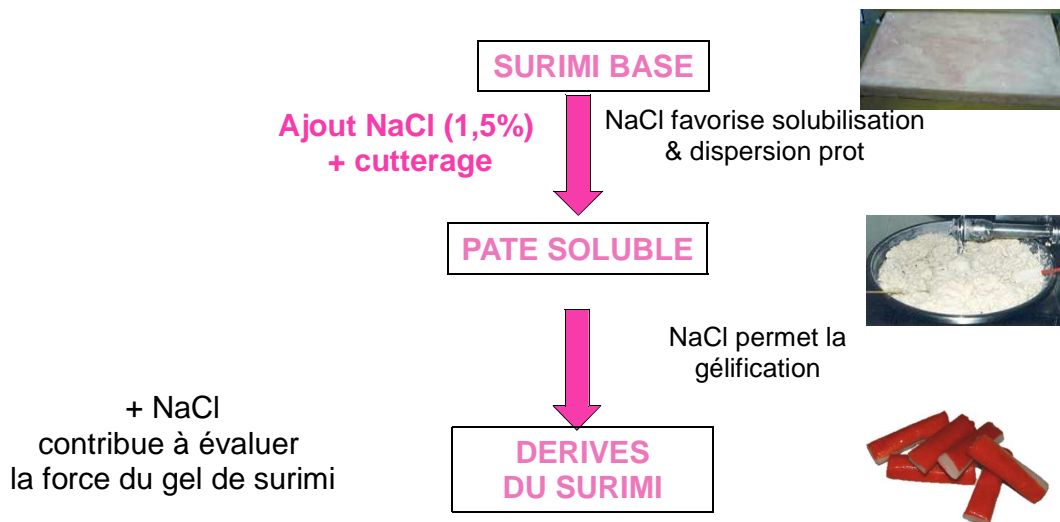 SURIMI BASE
Ajout NaCl (1,5%)
+ cutterage
NaCl favorise solubilisation
& dispersion prot
PATE SOLUBLE
NaCl permet la
gélification
+ NaCl
contribue à évaluer
la force du gel de surimi
DERIVES
DU SURIMI